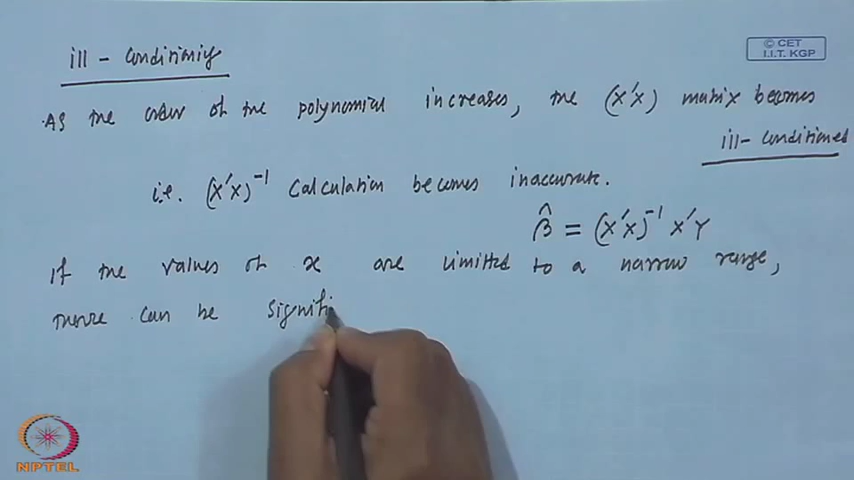 ill - Conditioning
© CET
I.I.T. KGP
As the order of the polynomial increases, the (X'X) matrix becomes
ill - conditioned
i.e. (X'X)⁻¹ calculation becomes inaccurate.
β̂ = (X'X)⁻¹ X'Y
If the values of x are limited to a narrow range,
there can be signifi
NPTEL